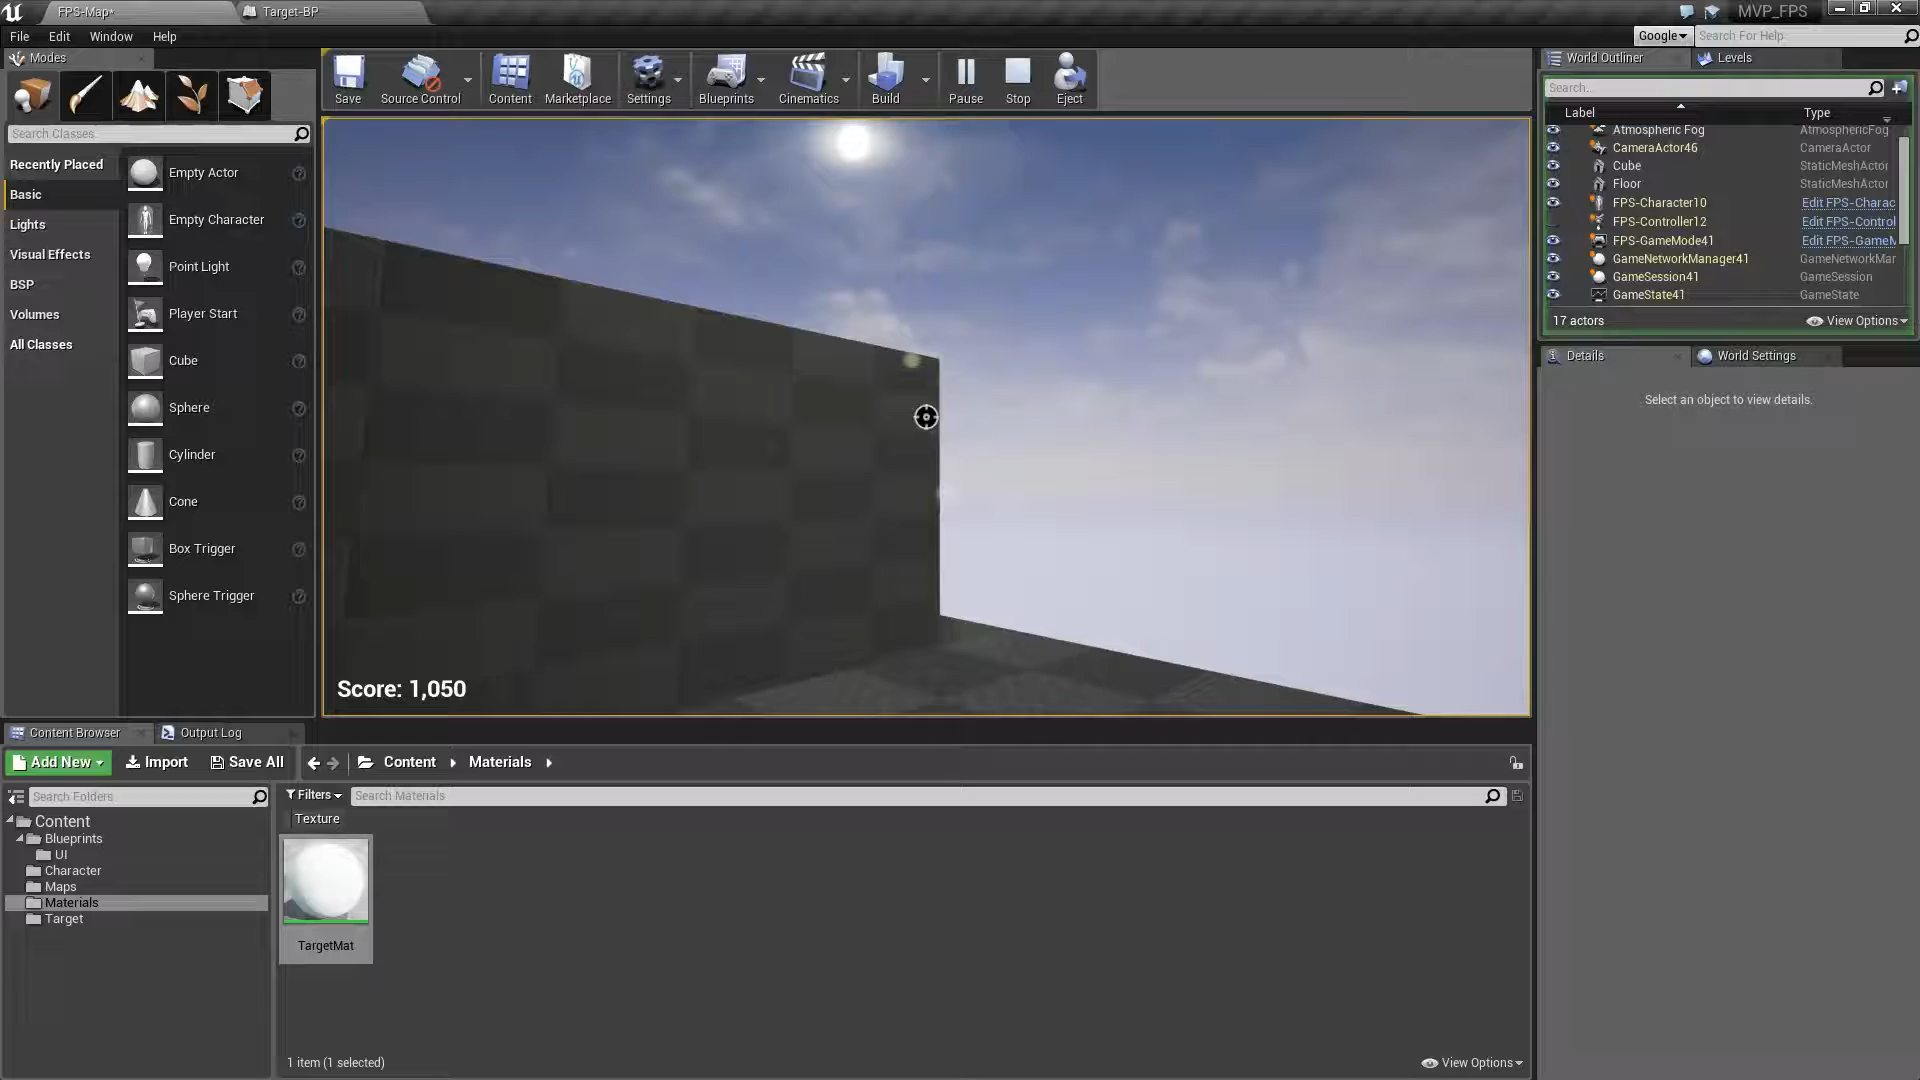 FPS-Map*
Target-BP
MVP_FPS
File Edit Window Help
Google
Search For Help
Modes
Save
Source Control
Content
Marketplace
Settings
Blueprints
Cinematics
Build
Pause
Stop
Eject
Search Classes
Recently Placed
Basic
Lights
Visual Effects
BSP
Volumes
All Classes
Empty Actor
Empty Character
Point Light
Player Start
Cube
Sphere
Cylinder
Cone
Box Trigger
Sphere Trigger
Score: 1,050
World Outliner
Levels
Search...
Label Type
Atmospheric Fog AtmosphericFog
CameraActor46 CameraActor
Cube StaticMeshActor
Floor StaticMeshActor
FPS-Character10 Edit FPS-Charac
FPS-Controller12 Edit FPS-Control
FPS-GameMode41 Edit FPS-GameM
GameNetworkManager41 GameNetworkMar
GameSession41 GameSession
GameState41 GameState
17 actors
View Options
Details
World Settings
Select an object to view details.
Content Browser
Output Log
Add New
Import
Save All
Content
Materials
Search Folders
Content
Blueprints
UI
Character
Maps
Materials
Target
Filters
Search Materials
Texture
TargetMat
1 item (1 selected)
View Options